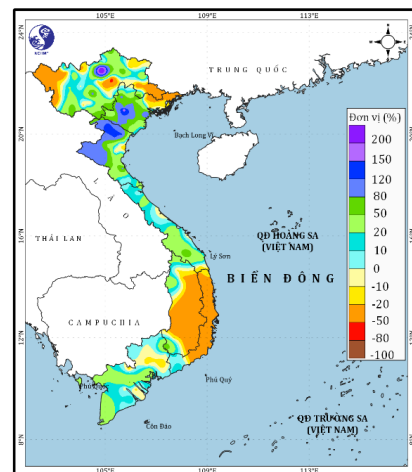 105°E 109°E 113°E
24°N 24°N
TRUNG QUỐC
Đơn vị (%)
200
150
120
80
50
20
10
0
-10
-20
-50
-80
-100
20°N
Bạch Long Vĩ
LÀO
THÁI LAN
16°N
QĐ HOÀNG SA
(VIỆT NAM)
Lý Sơn
BIỂN ĐÔNG
CAMPUCHIA
12°N
Phú Quý
Côn Đảo
QĐ TRƯỜNG SA
(VIỆT NAM)
8°N 8°N
105°E 109°E 113°E